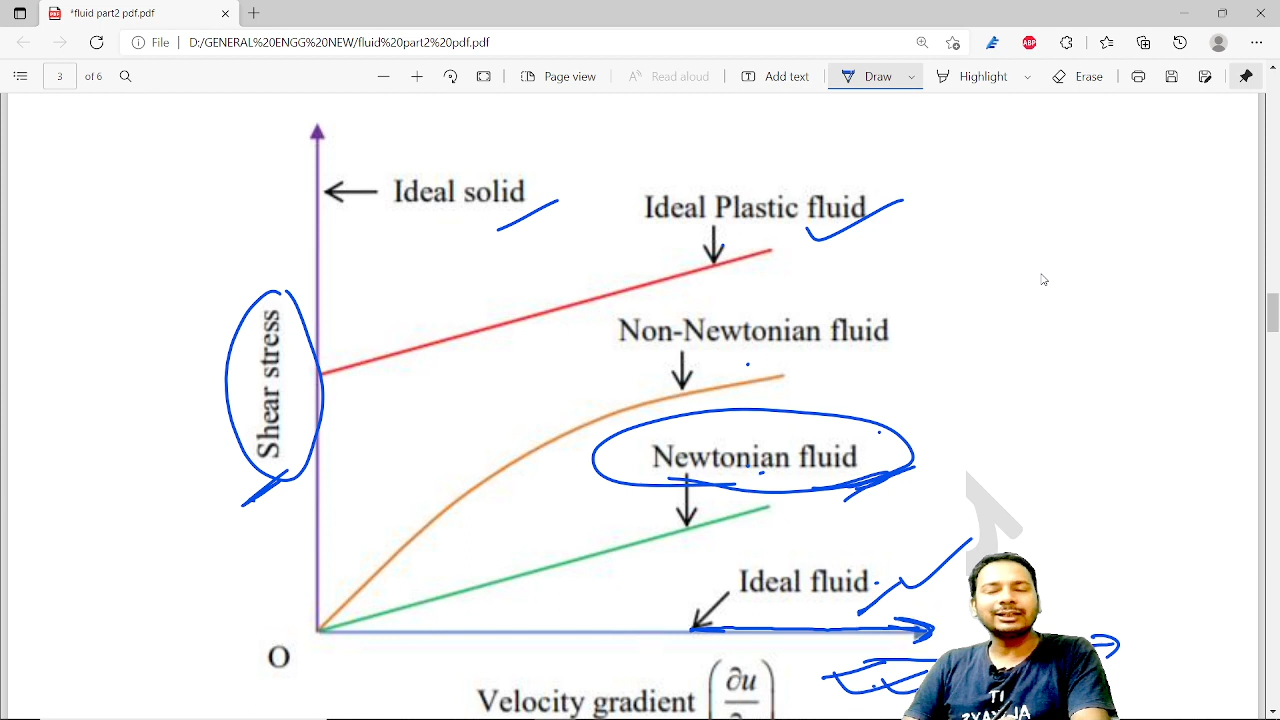 *fluid part2 pdf.pdf
File | D:/GENERAL%20ENGG%20NEW/fluid%20part2%20pdf.pdf
ABP
3 of 6 Page view Read aloud Add text Draw Highlight Erase
Ideal solid
Ideal Plastic fluid
Non-Newtonian fluid
Shear stress
Newtonian fluid
Ideal fluid
O
Velocity gradient (∂u